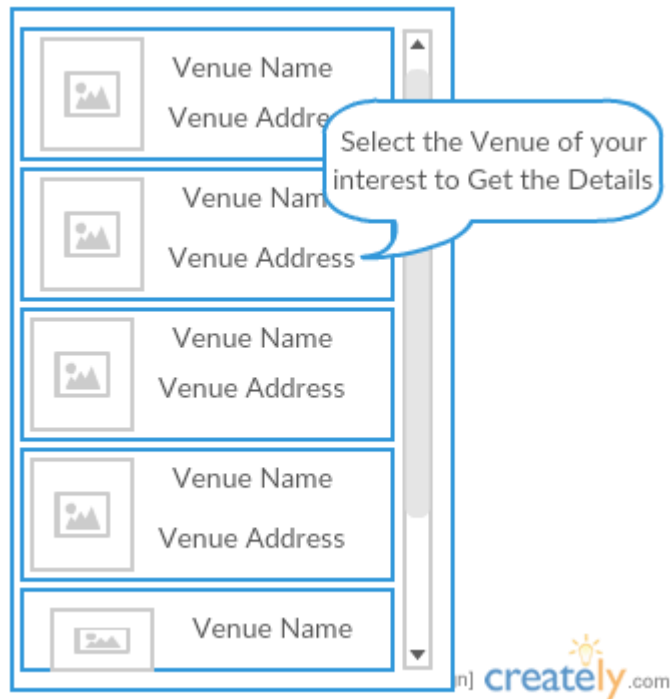 Venue Name
Venue Addre
Select the Venue of your
interest to Get the Details
Venue Nam
Venue Address
Venue Name
Venue Address
Venue Name
Venue Address
Venue Name
n] creately.com